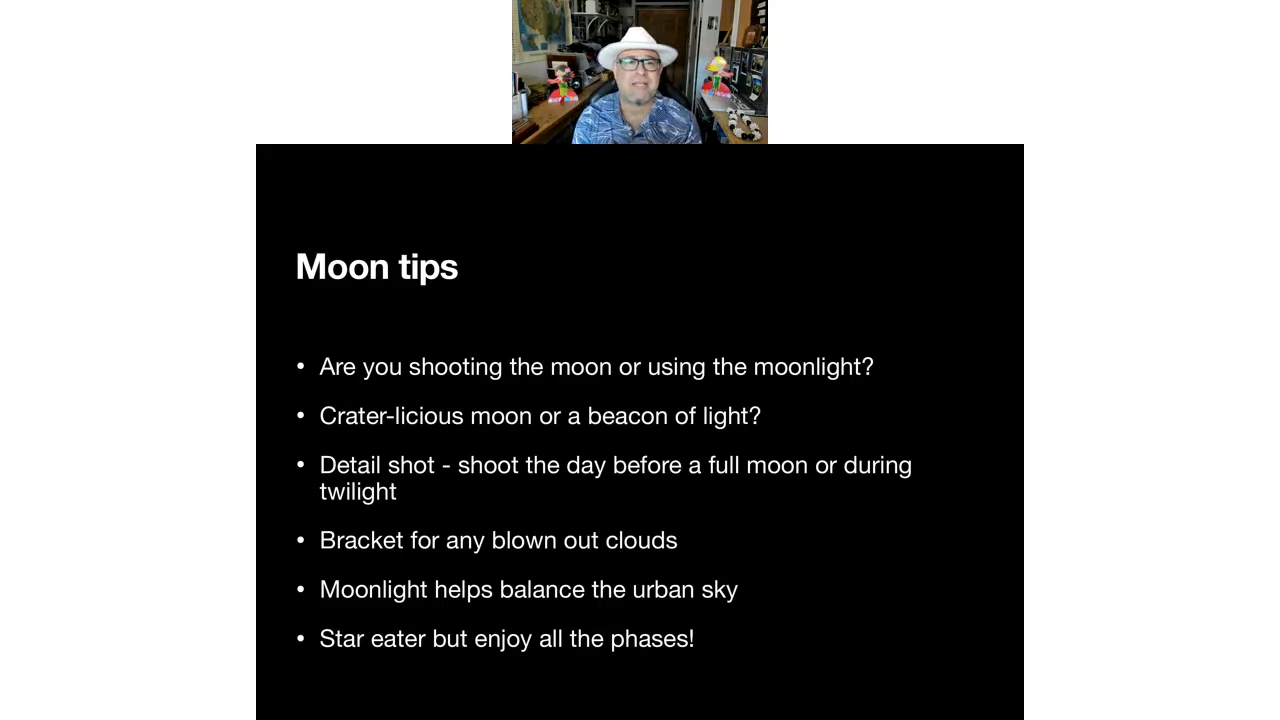 Moon tips
• Are you shooting the moon or using the moonlight?
• Crater-licious moon or a beacon of light?
• Detail shot - shoot the day before a full moon or during
twilight
• Bracket for any blown out clouds
• Moonlight helps balance the urban sky
• Star eater but enjoy all the phases!